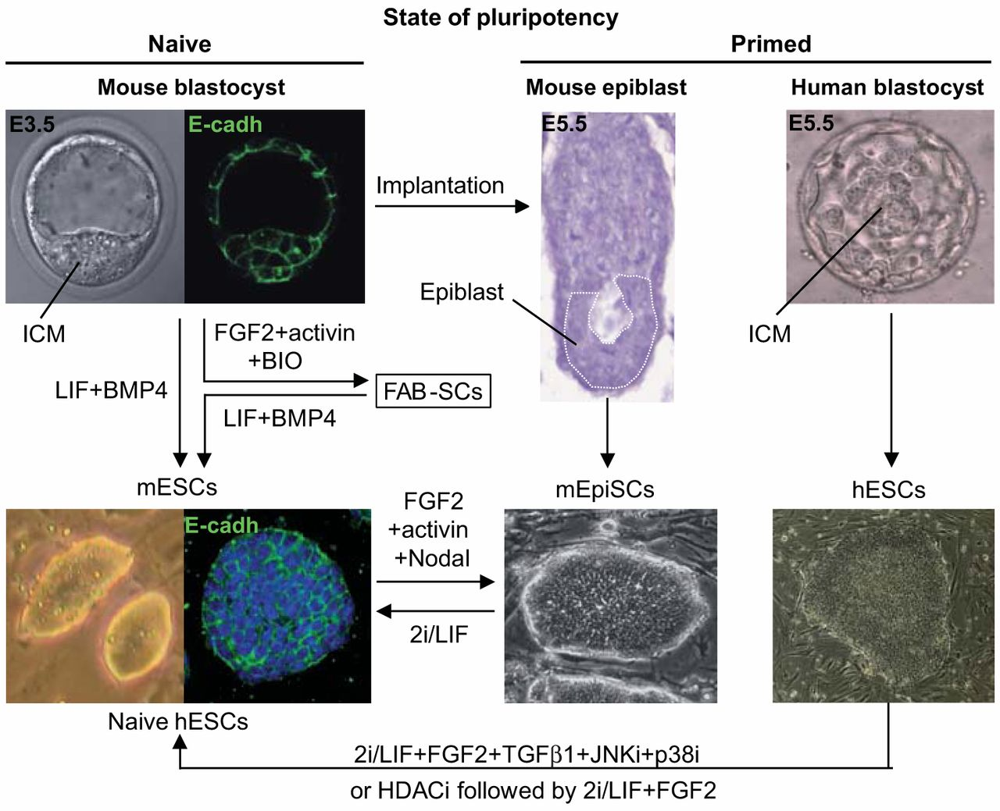 State of pluripotency
Naive
Primed
Mouse blastocyst
Mouse epiblast
Human blastocyst
E3.5
E-cadh
E5.5
E5.5
Implantation
Epiblast
ICM
ICM
FGF2+activin
+BIO
LIF+BMP4
FAB-SCs
LIF+BMP4
mESCs
mEpiSCs
hESCs
E-cadh
FGF2
+activin
+Nodal
2i/LIF
Naive hESCs
2i/LIF+FGF2+TGFβ1+JNKi+p38i
or HDACi followed by 2i/LIF+FGF2